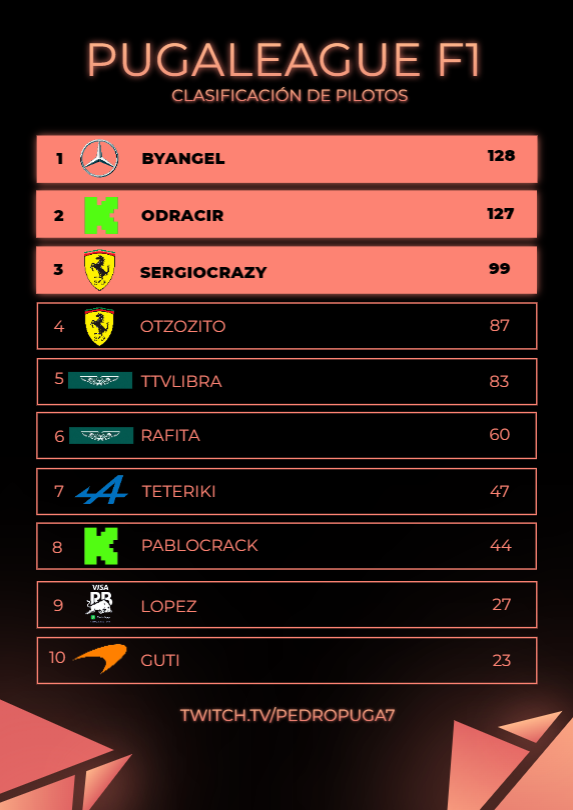 PUGALEAGUE F1
CLASIFICACIÓN DE PILOTOS
1 BYANGEL 128
2 K ODRACIR 127
3 SERGIOCRAZY 99
4 OTZOZITO 87
5 TTVLIBRA 83
6 RAFITA 60
7 TETERIKI 47
8 K PABLOCRACK 44
VISA
RB
9 LOPEZ 27
10 GUTI 23
TWITCH.TV/PEDROPUGA7